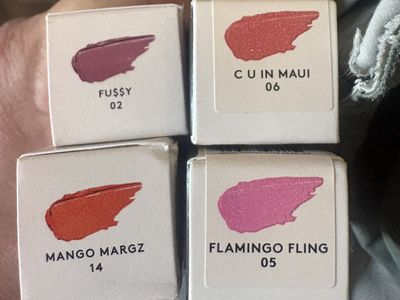 FU$$Y
02
C U IN MAUI
06
MANGO MARGZ
14
FLAMINGO FLING
05